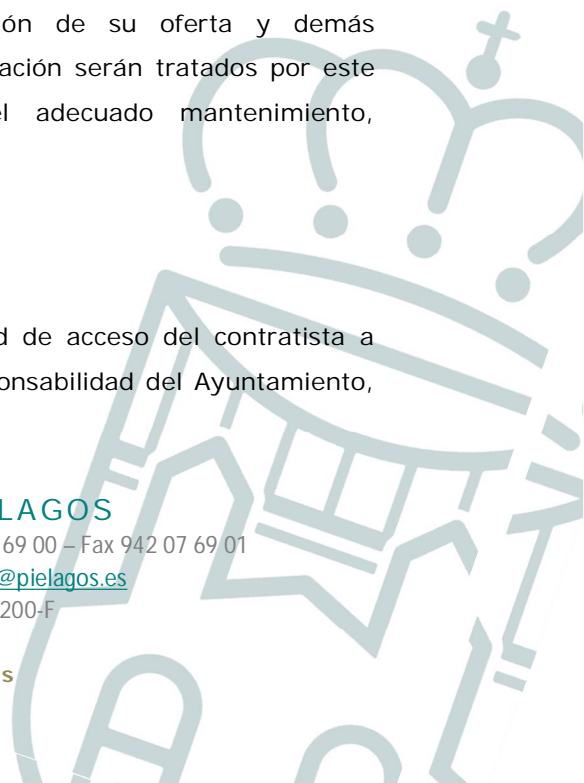 ón de su oferta y demás
ación serán tratados por este
el adecuado mantenimiento,
d de acceso del contratista a
onsabilidad del Ayuntamiento,
LAGOS
69 00 – Fax 942 07 69 01
@pielagos.es
200-F
s